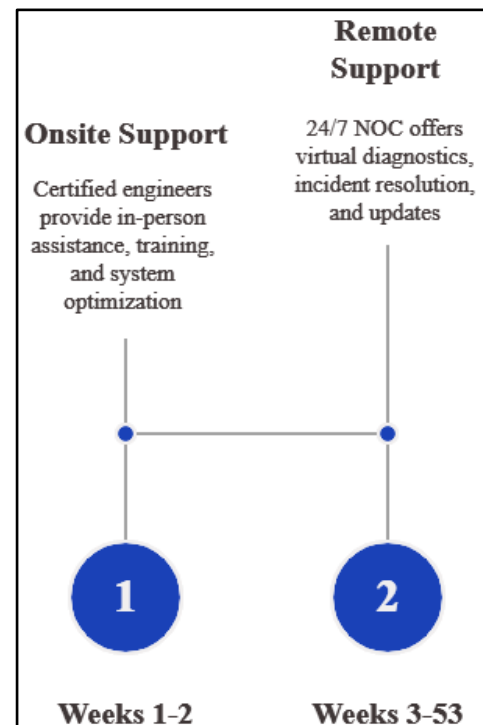 Onsite Support
Certified engineers
provide in-person
assistance, training,
and system
optimization
1
Weeks 1-2
Remote
Support
24/7 NOC offers
virtual diagnostics,
incident resolution,
and updates
2
Weeks 3-53